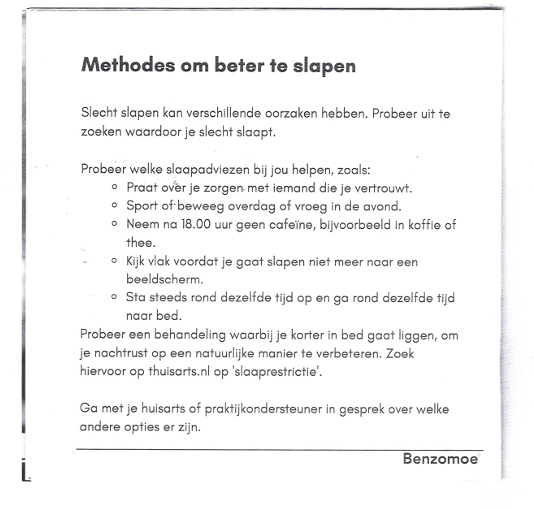 Methodes om beter te slapen
Slecht slapen kan verschillende oorzaken hebben. Probeer uit te
zoeken waardoor je slecht slaapt.
Probeer welke slaapadviezen bij jou helpen, zoals:
Praat over je zorgen met iemand die je vertrouwt.
Sport of beweeg overdag of vroeg in de avond.
Neem na 18.00 uur geen cafeïne, bijvoorbeeld in koffie of
thee.
Kijk vlak voordat je gaat slapen niet meer naar een
beeldscherm.
Sta steeds rond dezelfde tijd op en ga rond dezelfde tijd
naar bed.
Probeer een behandeling waarbij je korter in bed gaat liggen, om
je nachtrust op een natuurlijke manier te verbeteren. Zoek
hiervoor op thuisarts.nl op 'slaaprestrictie'.
Ga met je huisarts of praktijkondersteuner in gesprek over welke
andere opties er zijn.
Benzomoe